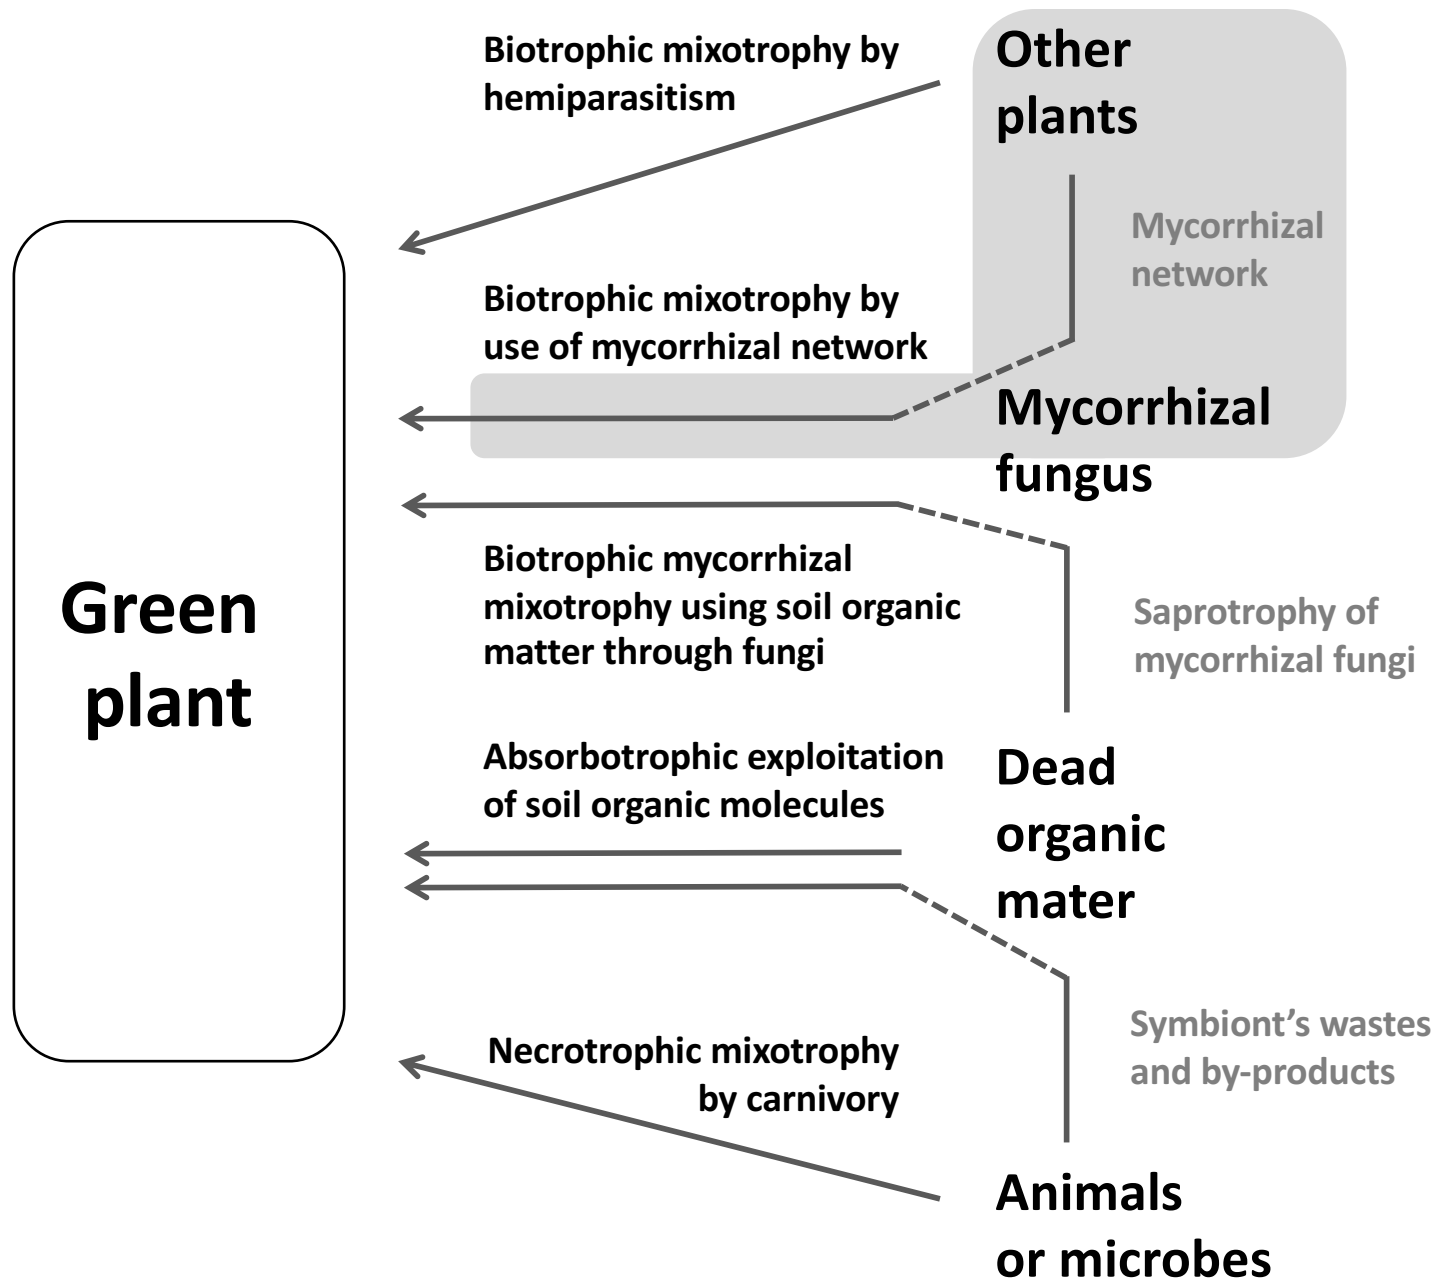 Biotrophic mixotrophy by
hemiparasitism
Other
plants
Mycorrhizal
network
Biotrophic mixotrophy by
use of mycorrhizal network
Mycorrhizal
fungus
Green
plant
Biotrophic mycorrhizal
mixotrophy using soil organic
matter through fungi
Saprotrophy of
mycorrhizal fungi
Absorbotrophic exploitation
of soil organic molecules
Dead
organic
mater
Symbiont’s wastes
and by-products
Necrotrophic mixotrophy
by carnivory
Animals
or microbes